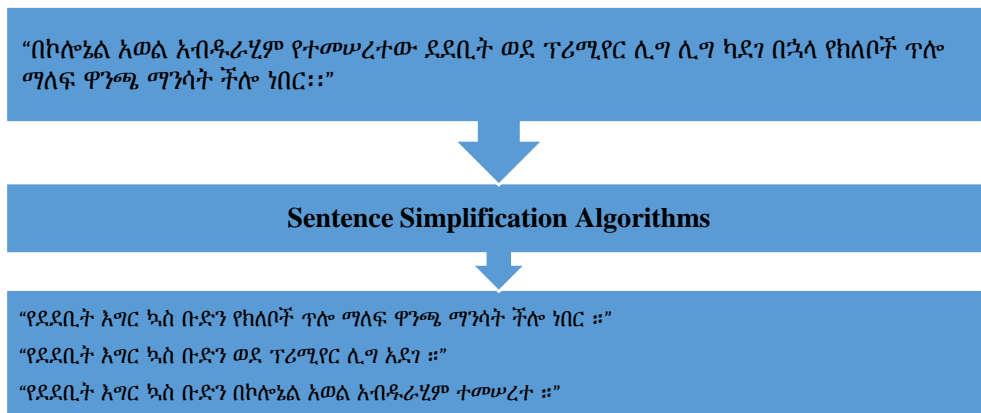 “በኮሎኔል አወል አብዱራሂም የተመሠረተው ደደቢት ወደ ፕሪሚየር ሊግ ሊግ ካደገ በኋላ የክለቦች ጥሎ
ማለፍ ዋንጫ ማንሳት ችሎ ነበር፡፡”
Sentence Simplification Algorithms
“የደደቢት እግር ኳስ ቡድን የክለቦች ጥሎ ማለፍ ዋንጫ ማንሳት ችሎ ነበር ።”
“የደደቢት እግር ኳስ ቡድን ወደ ፕሪሚየር ሊግ አደገ ።”
“የደደቢት እግር ኳስ ቡድን በኮሎኔል አወል አብዱራሂም ተመሠረተ ።”